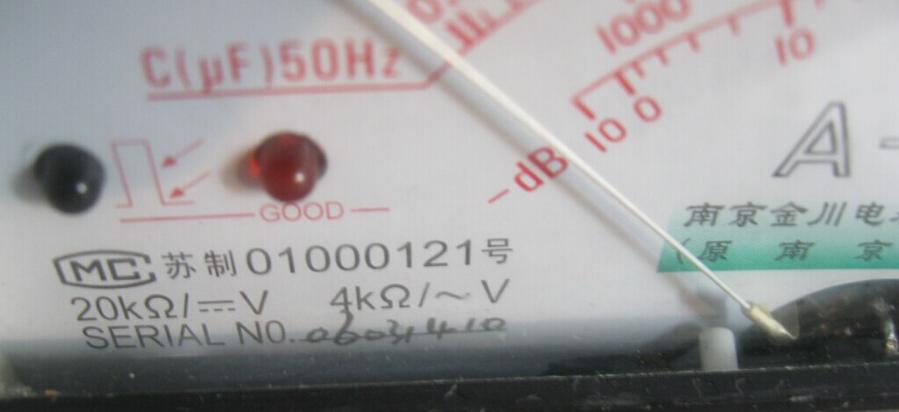 C(μF)50Hz
1000
10
10 0
-dB
GOOD
A-
MC 苏制01000121号
南京金川电
(原 南 京
20kΩ/⎓V 4kΩ/~V
SERIAL NO.